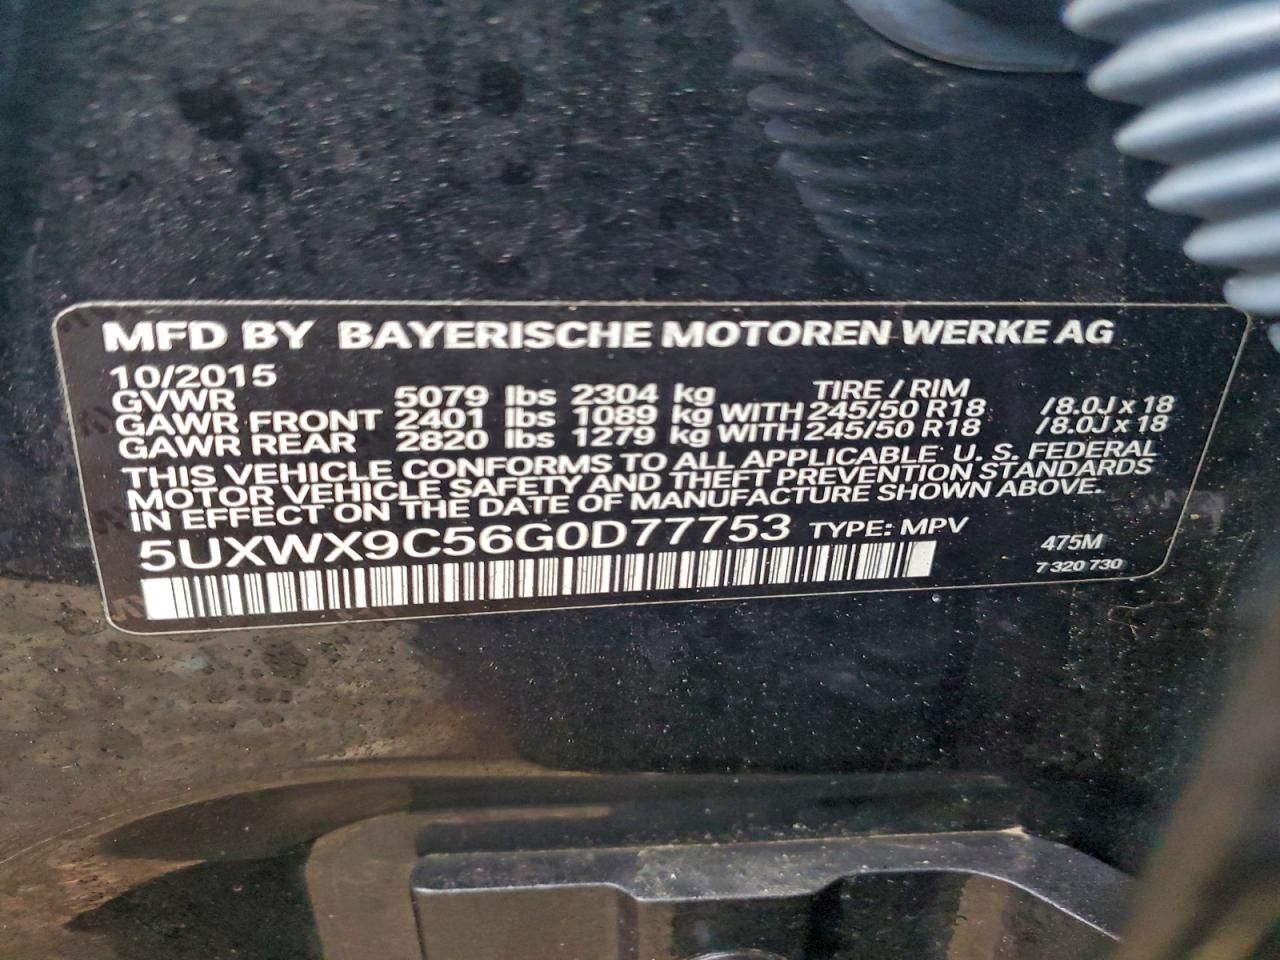 MFD BY BAYERISCHE MOTOREN WERKE AG
10/2015
GVWR 5079 lbs 2304 kg TIRE / RIM
GAWR FRONT 2401 lbs 1089 kg WITH 245/50 R18 /8.0J x 18
GAWR REAR 2820 lbs 1279 kg WITH 245/50 R18 /8.0J x 18
THIS VEHICLE CONFORMS TO ALL APPLICABLE U. S. FEDERAL
MOTOR VEHICLE SAFETY AND THEFT PREVENTION STANDARDS
IN EFFECT ON THE DATE OF MANUFACTURE SHOWN ABOVE.
5UXWX9C56G0D77753 TYPE: MPV
475M
7 320 730